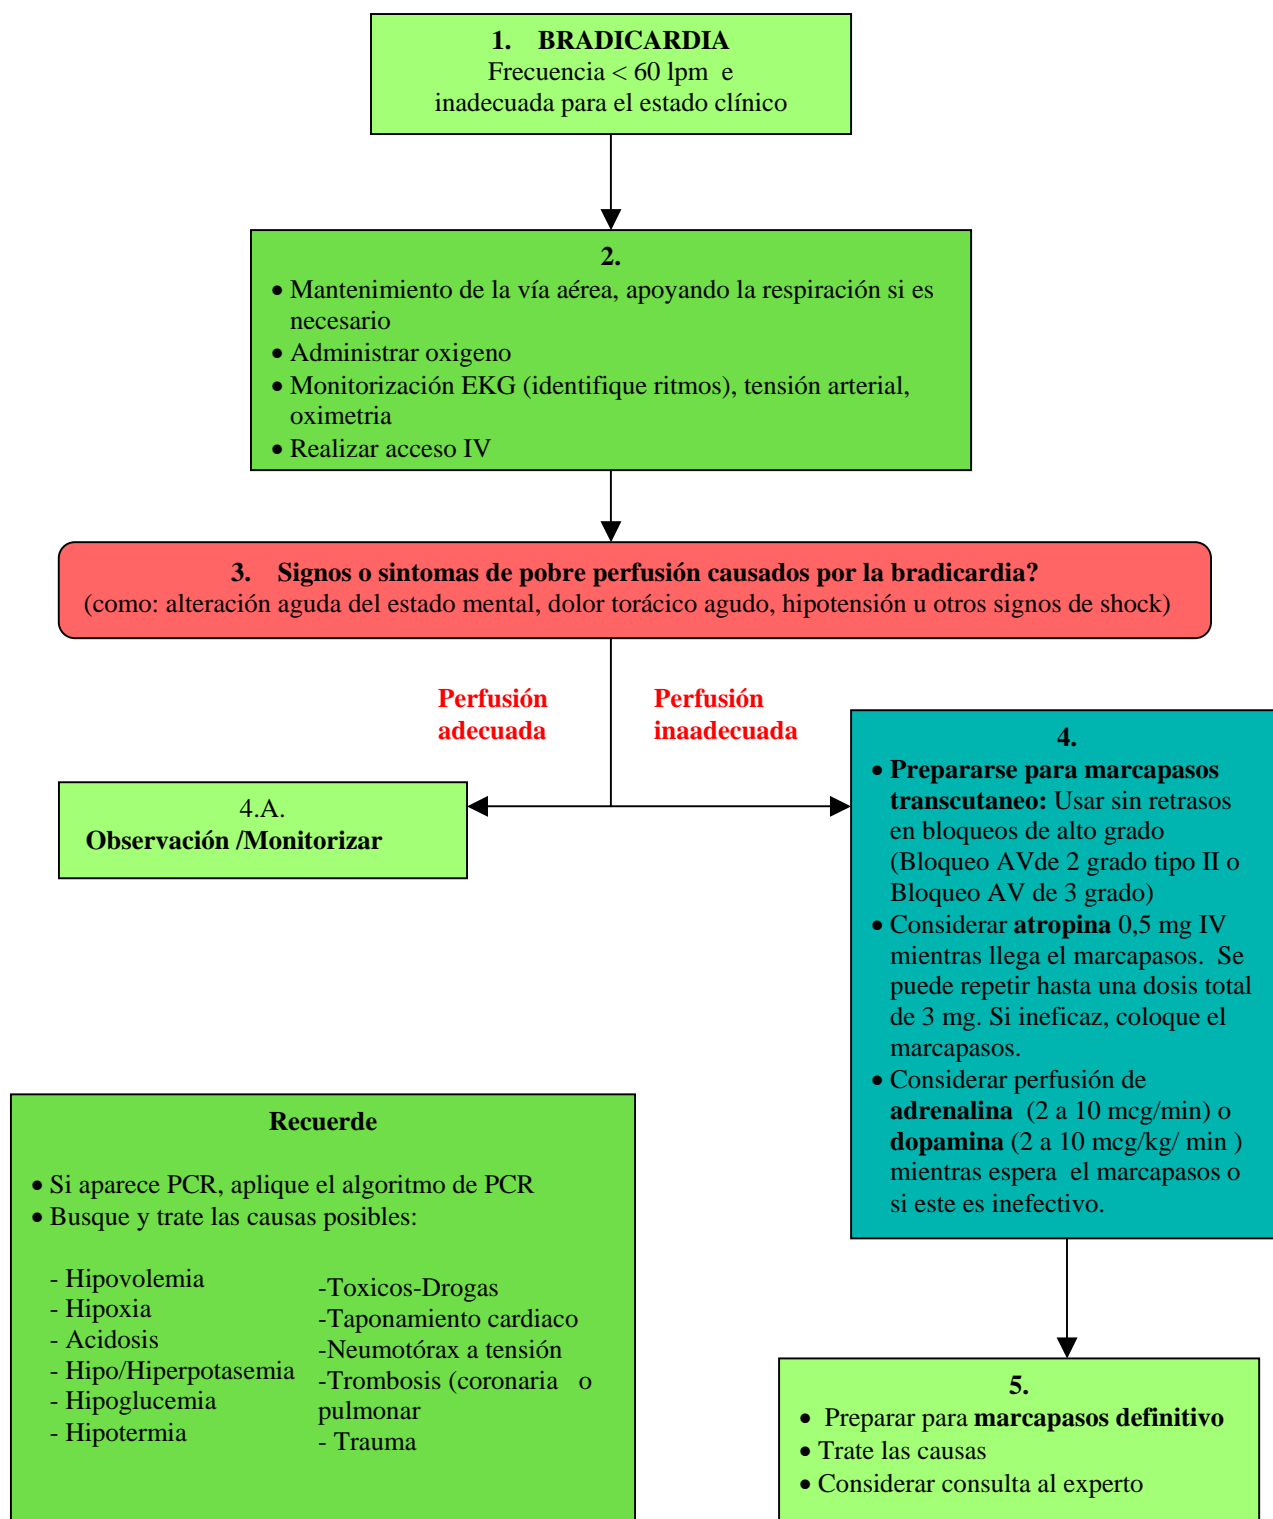 1. BRADICARDIA
Frecuencia < 60 lpm e
inadecuada para el estado clínico
2.
• Mantenimiento de la vía aérea, apoyando la respiración si es
necesario
• Administrar oxigeno
• Monitorización EKG (identifique ritmos), tensión arterial,
oximetria
• Realizar acceso IV
3. Signos o sintomas de pobre perfusión causados por la bradicardia?
(como: alteración aguda del estado mental, dolor torácico agudo, hipotensión u otros signos de shock)
Perfusión
adecuada
Perfusión
inaadecuada
4.A.
Observación /Monitorizar
4.
• Prepararse para marcapasos
transcutaneo: Usar sin retrasos
en bloqueos de alto grado
(Bloqueo AVde 2 grado tipo II o
Bloqueo AV de 3 grado)
• Considerar atropina 0,5 mg IV
mientras llega el marcapasos. Se
puede repetir hasta una dosis total
de 3 mg. Si ineficaz, coloque el
marcapasos.
• Considerar perfusión de
adrenalina (2 a 10 mcg/min) o
dopamina (2 a 10 mcg/kg/ min )
mientras espera el marcapasos o
si este es inefectivo.
Recuerde
• Si aparece PCR, aplique el algoritmo de PCR
• Busque y trate las causas posibles:
- Hipovolemia
- Hipoxia
- Acidosis
- Hipo/Hiperpotasemia
- Hipoglucemia
- Hipotermia
-Toxicos-Drogas
-Taponamiento cardiaco
-Neumotórax a tensión
-Trombosis (coronaria o
pulmonar
- Trauma
5.
• Preparar para marcapasos definitivo
• Trate las causas
• Considerar consulta al experto